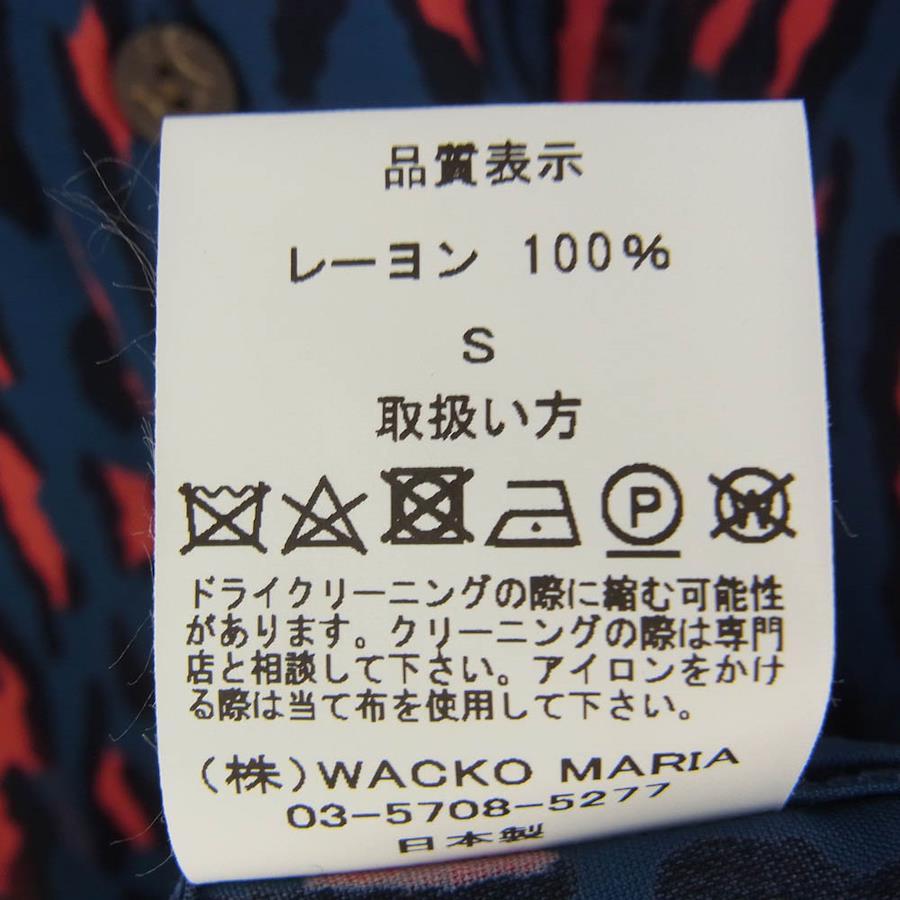 品質表示
レーヨン 100%
S
取扱い方
P
W
ドライクリーニングの際に縮む可能性
があります。クリーニングの際は専門
店と相談して下さい。アイロンをかけ
る際は当て布を使用して下さい。
(株)WACKO MARIA
03-5708-5277
日本製